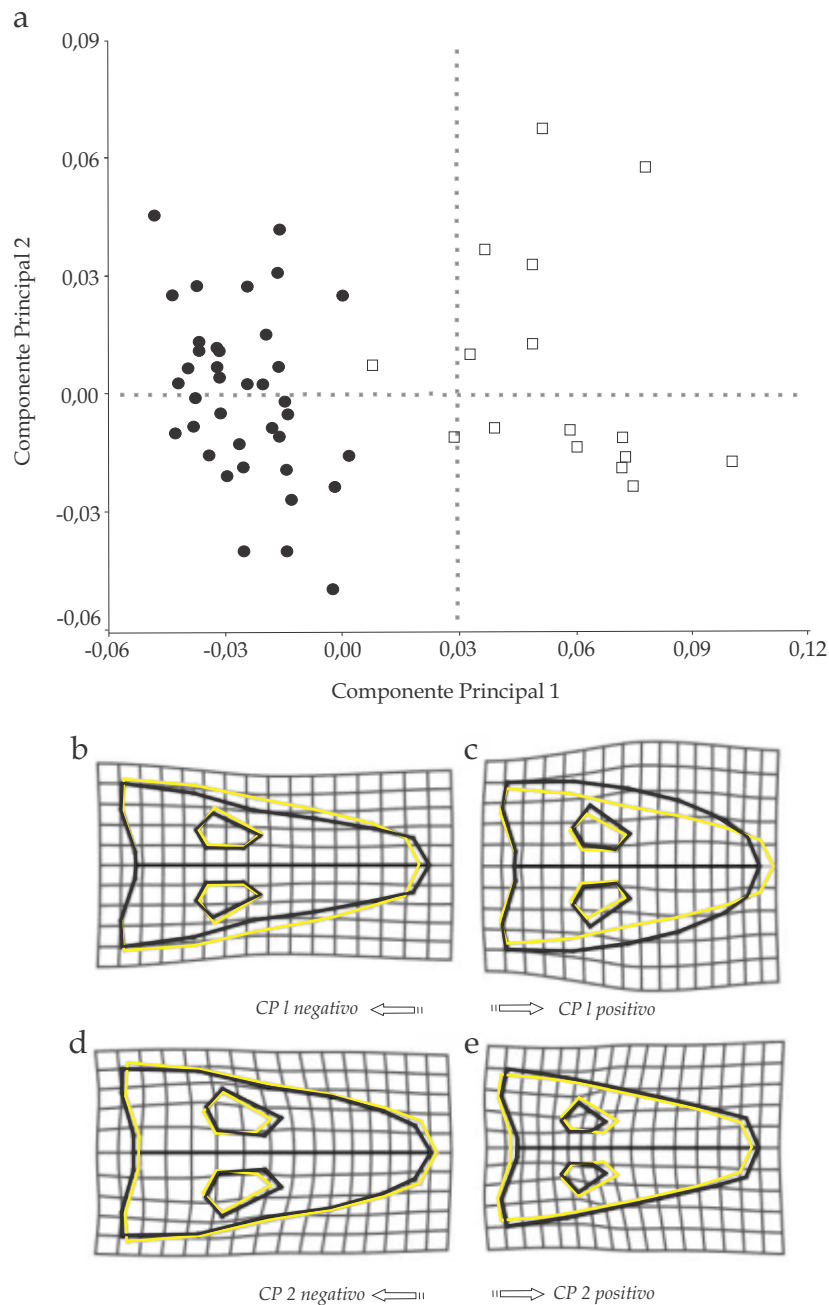 a
0,09
0,06
0,03
0,00
-0,03
-0,06
Componente Principal 2
-0,06
-0,03
0,00
0,03
0,06
0,09
0,12
Componente Principal 1
b
c
CP 1 negativo
CP 1 positivo
d
e
CP 2 negativo
CP 2 positivo